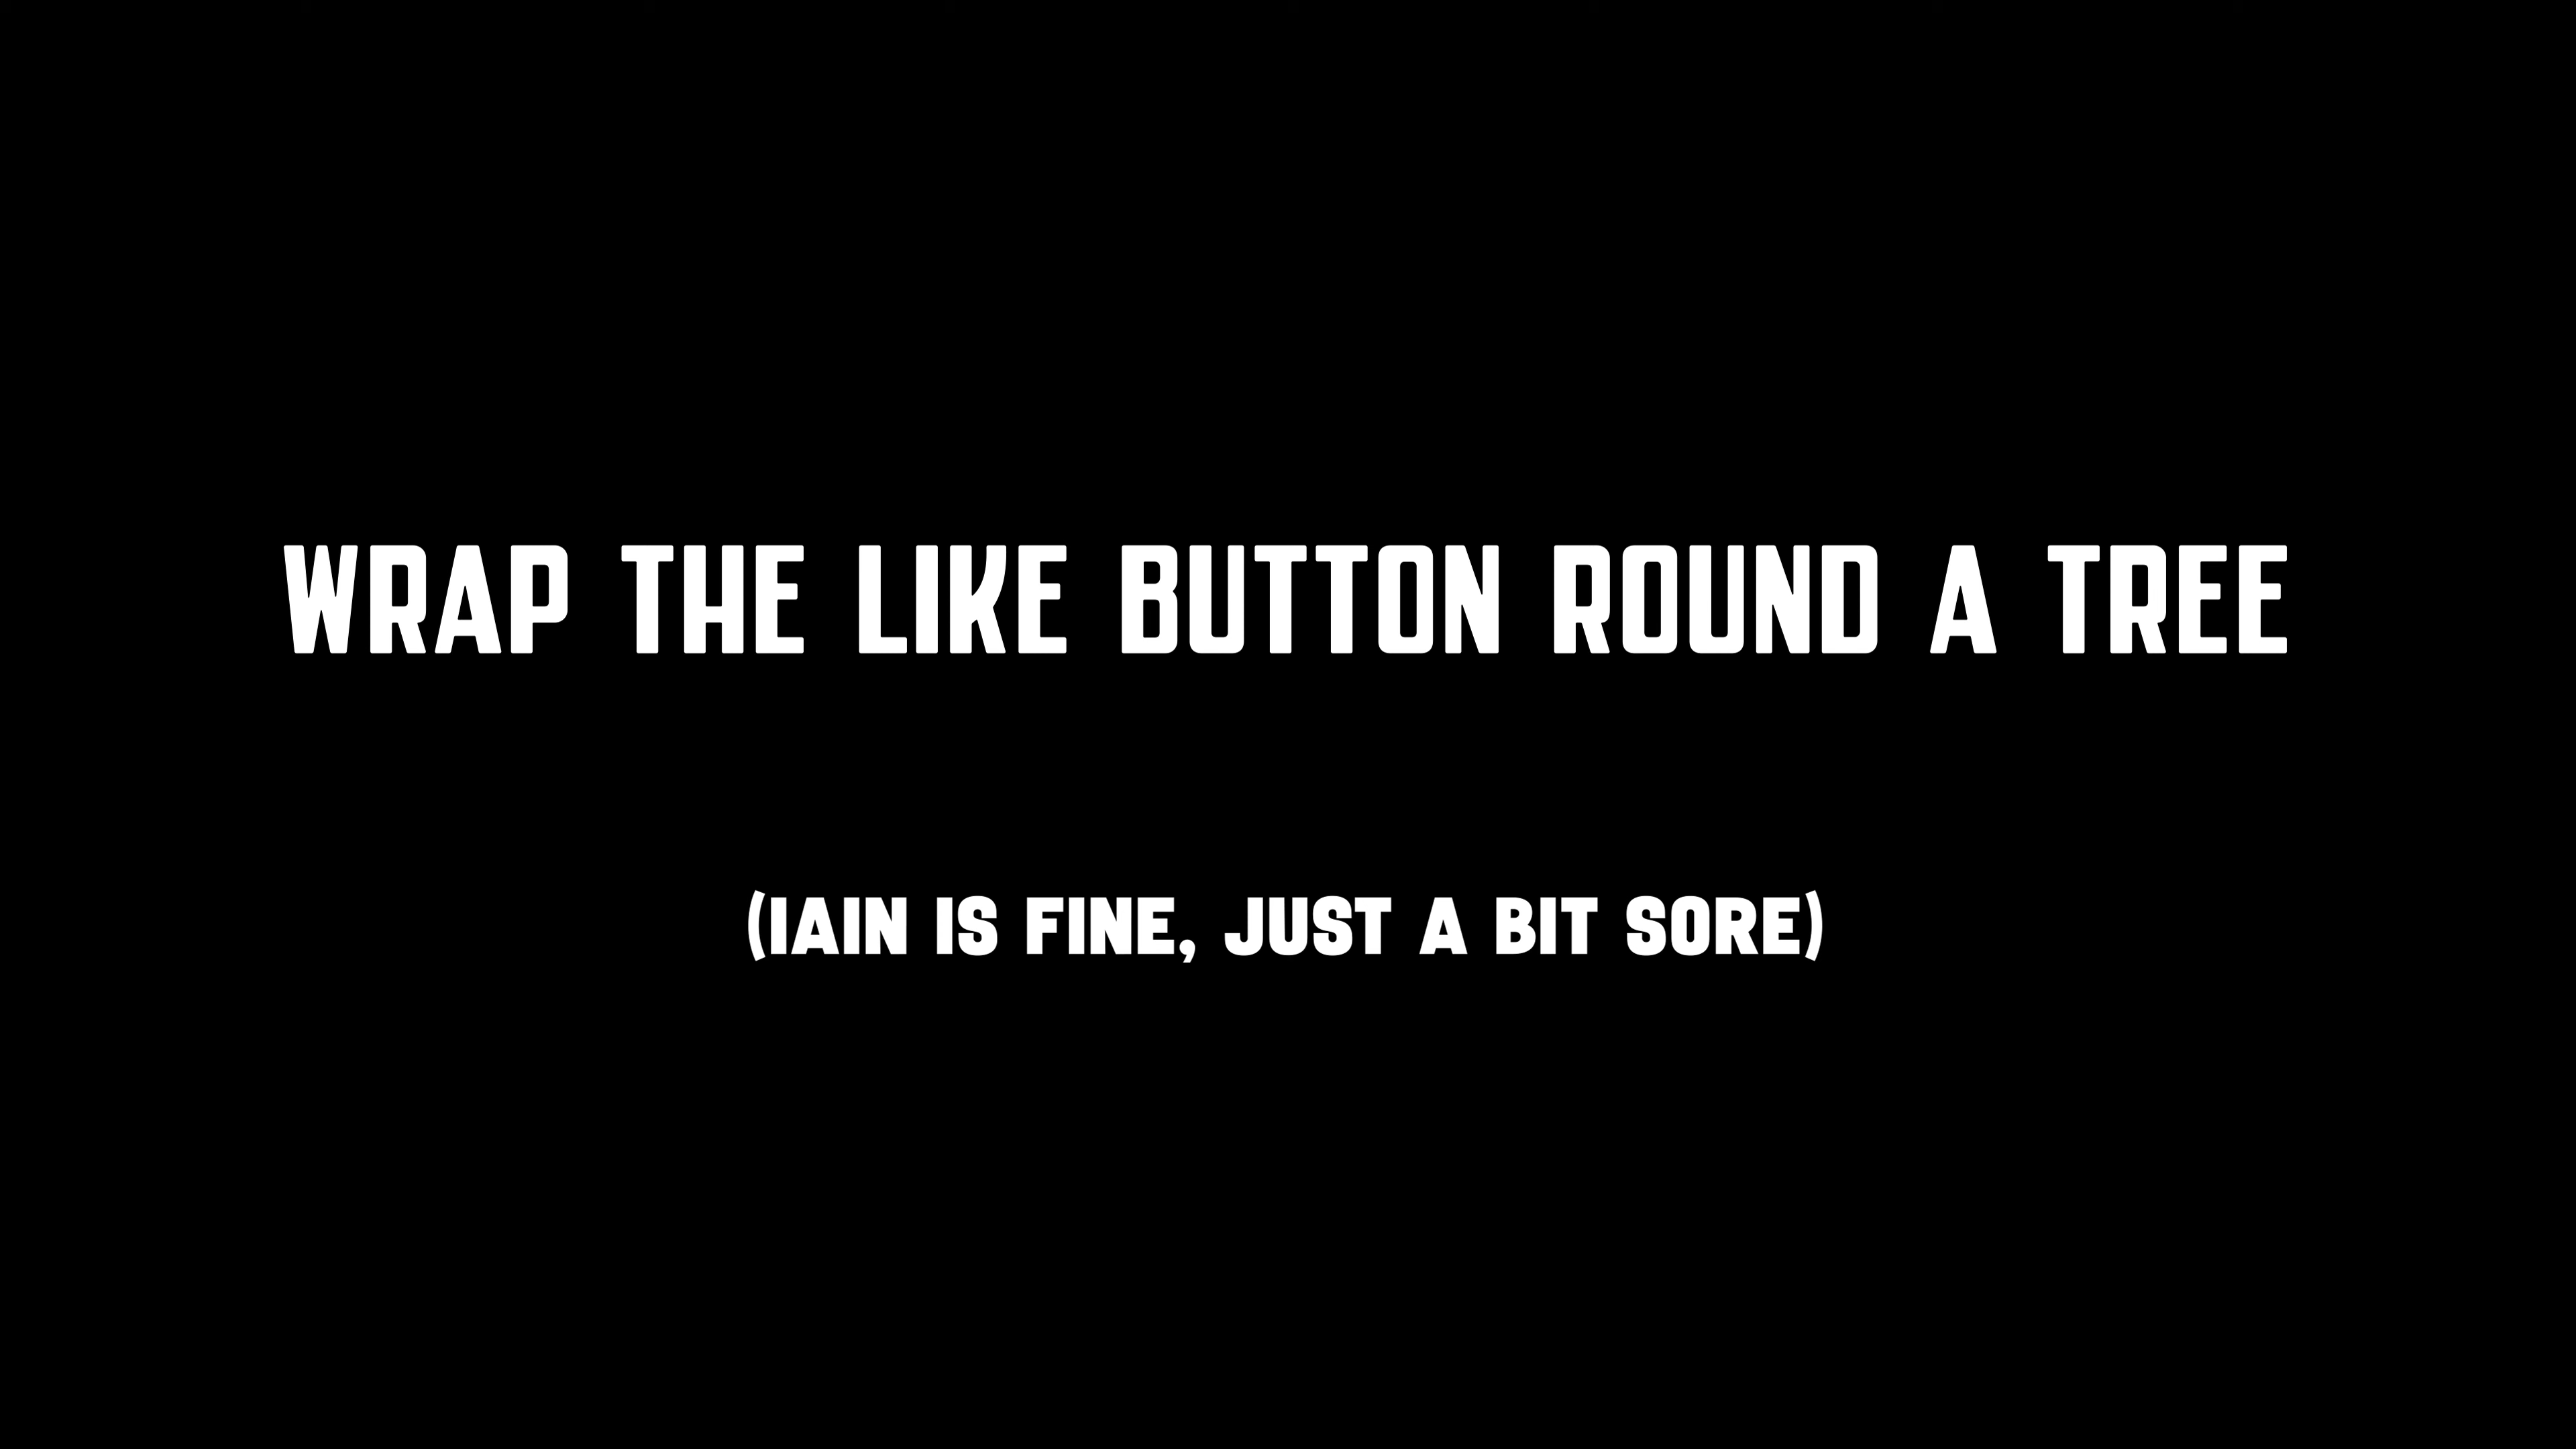 WRAP THE LIKE BUTTON ROUND A TREE
(IAIN IS FINE, JUST A BIT SORE)